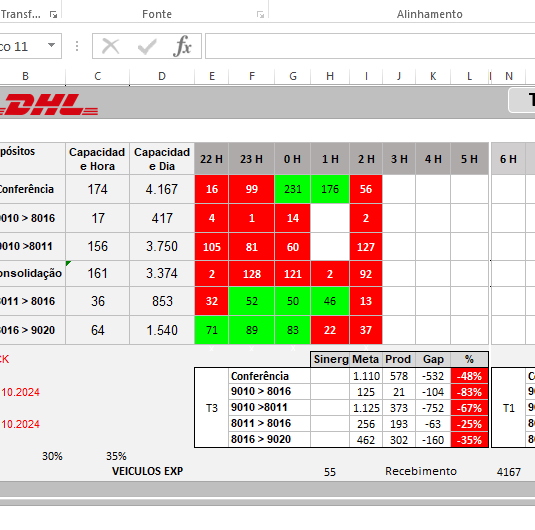 Transf...
Fonte
Alinhamento
co 11
fx
B C D E F G H I J K L N
DHL
T
pósitos Capacidad e Hora Capacidad e Dia 22 H 23 H 0 H 1 H 2 H 3 H 4 H 5 H 6 H
Conferência 174 4.167 16 99 231 176 56
9010 > 8016 17 417 4 1 14 2
9010 >8011 156 3.750 105 81 60 127
onsolidação 161 3.374 2 128 121 2 92
8011 > 8016 36 853 32 52 50 46 13
8016 > 9020 64 1.540 71 89 83 22 37
CK
Sinerg Meta Prod Gap %
Conferência 1.110 578 -532 -48%
10.2024 9010 > 8016 125 21 -104 -83%
T3 9010 >8011 1.125 373 -752 -67% T1
10.2024 8011 > 8016 256 193 -63 -25%
8016 > 9020 462 302 -160 -35%
30% 35%
VEICULOS EXP 55 Recebimento 4167